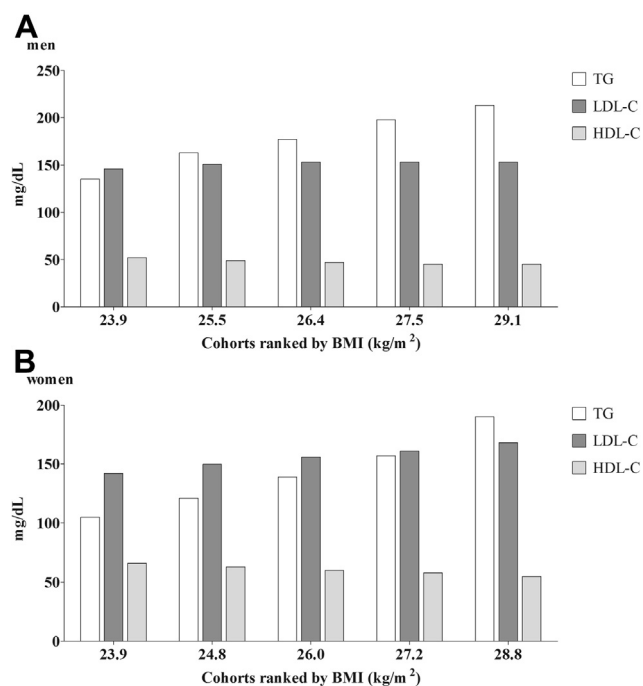 A
men
250
200
150
100
50
0
mg/dL
23.9 25.5 26.4 27.5 29.1
Cohorts ranked by BMI (kg/m²)
TG
LDL-C
HDL-C
B
women
200
150
100
50
0
mg/dL
23.9 24.8 26.0 27.2 28.8
Cohorts ranked by BMI (kg/m²)
TG
LDL-C
HDL-C